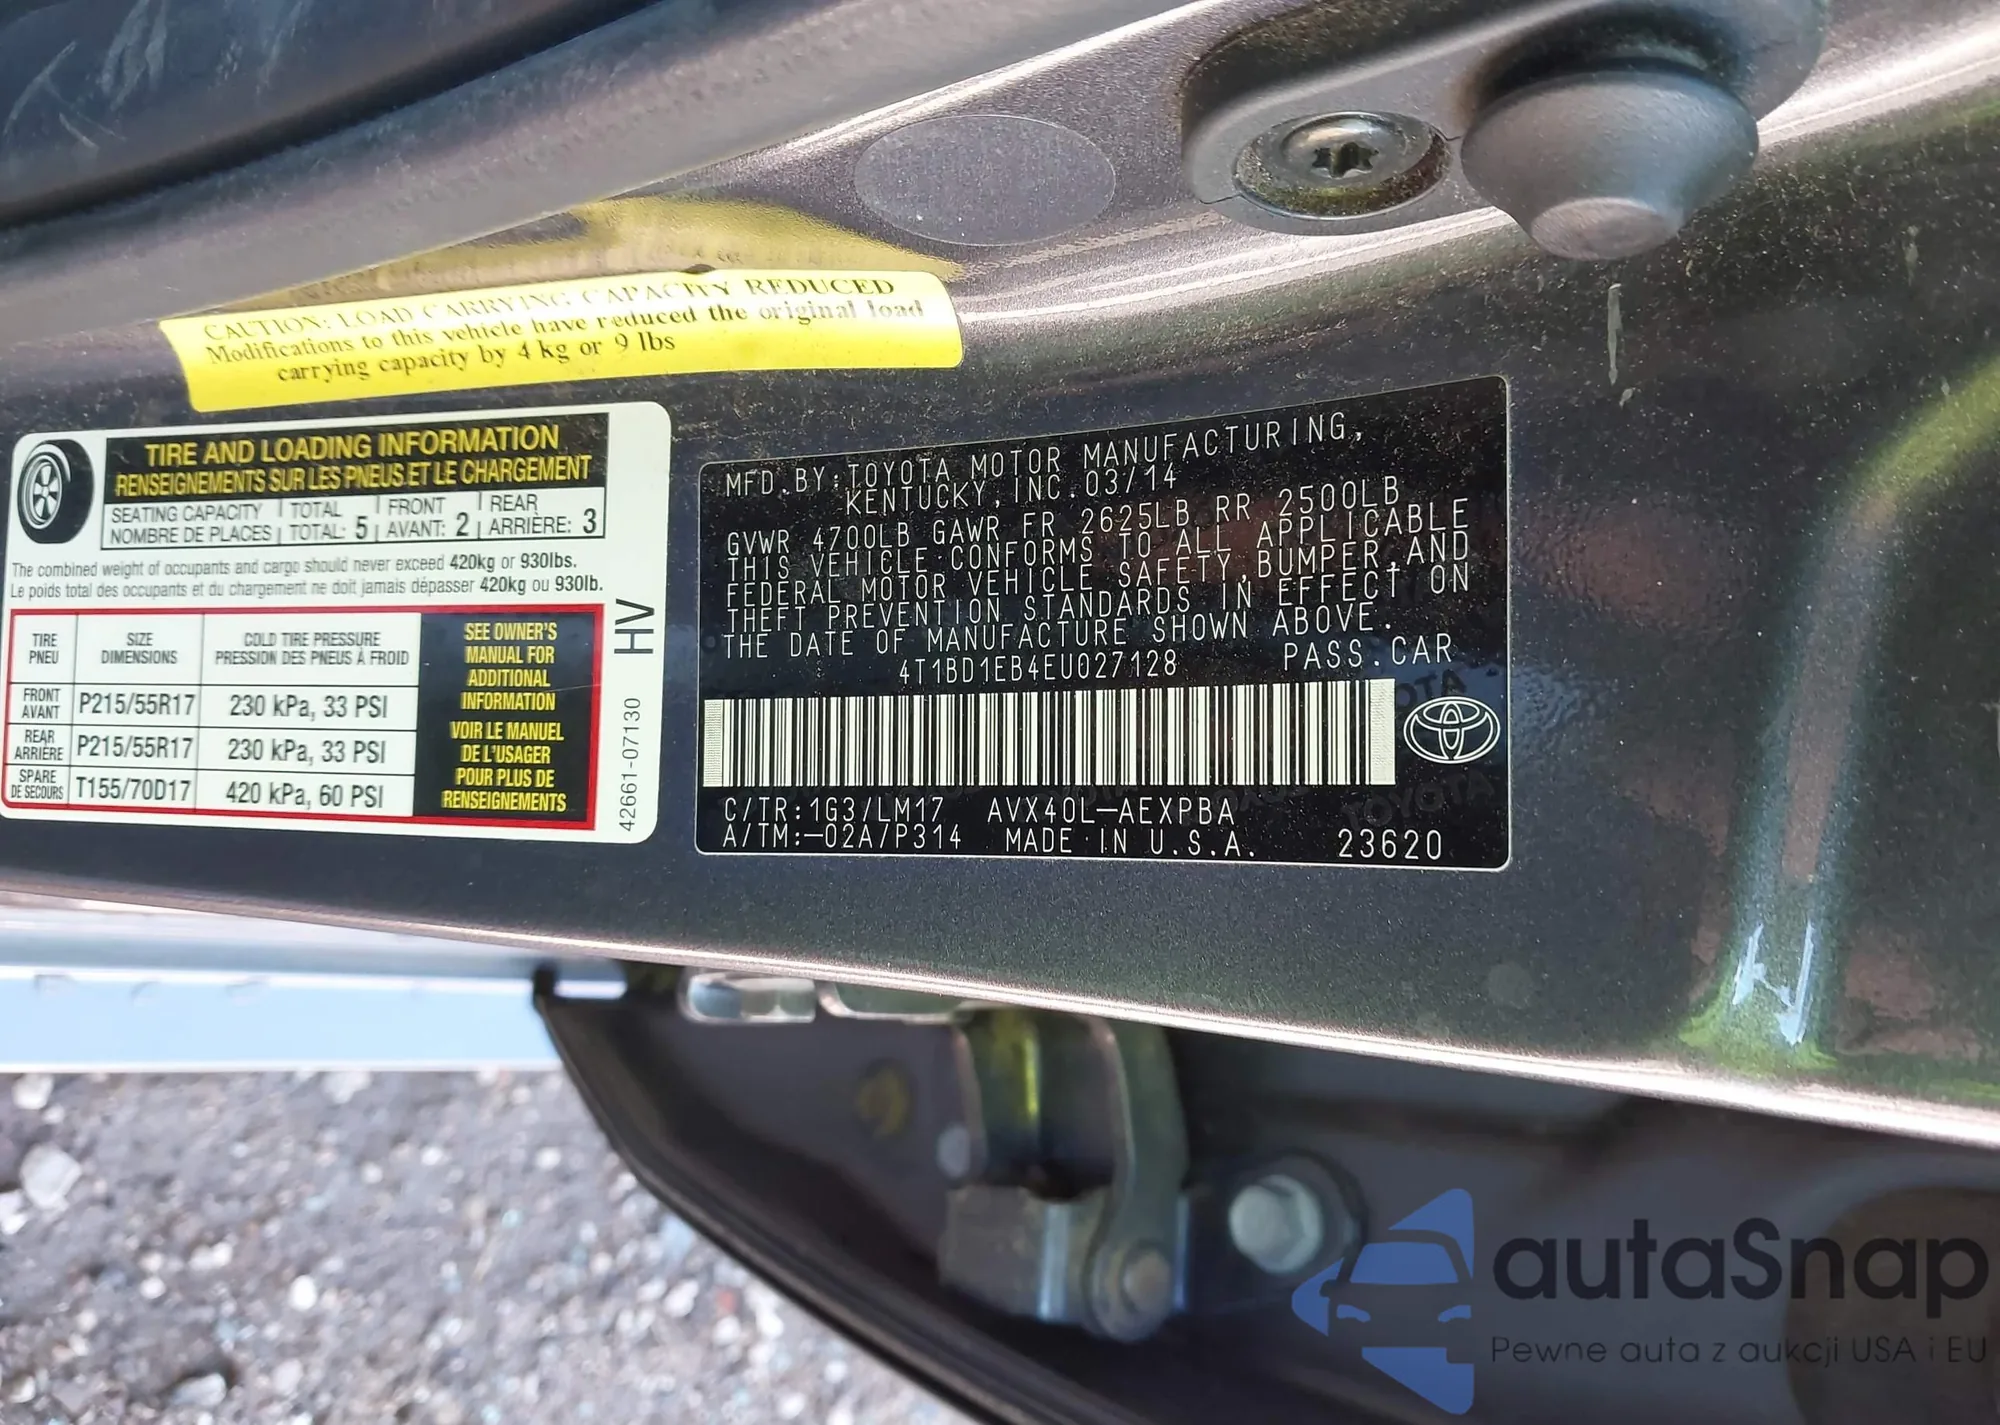 CAUTION: LOAD CARRYING CAPACITY REDUCED
Modifications to this vehicle have reduced the original load
carrying capacity by 4 kg or 9 lbs
TIRE AND LOADING INFORMATION
RENSEIGNEMENTS SUR LES PNEUS ET LE CHARGEMENT
SEATING CAPACITY TOTAL FRONT REAR
NOMBRE DE PLACES TOTAL: 5 AVANT: 2 ARRIÈRE: 3
The combined weight of occupants and cargo should never exceed 420kg or 930lbs.
Le poids total des occupants et du chargement ne doit jamais dépasser 420kg ou 930lb.
TIRE SIZE COLD TIRE PRESSURE
PNEU DIMENSIONS PRESSION DES PNEUS À FROID
FRONT
AVANT P215/55R17 230 kPa, 33 PSI
REAR
ARRIÈRE P215/55R17 230 kPa, 33 PSI
SPARE
DE SECOURS T155/70D17 420 kPa, 60 PSI
SEE OWNER'S
MANUAL FOR
ADDITIONAL
INFORMATION
VOIR LE MANUEL
DE L'USAGER
POUR PLUS DE
RENSEIGNEMENTS
42661-07130 HV
MFD.BY:TOYOTA MOTOR MANUFACTURING,
KENTUCKY,INC.03/14
GVWR 4700LB GAWR FR 2625LB RR 2500LB
THIS VEHICLE CONFORMS TO ALL APPLICABLE
FEDERAL MOTOR VEHICLE SAFETY,BUMPER,AND
THEFT PREVENTION STANDARDS IN EFFECT ON
THE DATE OF MANUFACTURE SHOWN ABOVE.
4T1BD1EB4EU027128 PASS.CAR
C/TR:1G3/LM17 AVX40L-AEXPBA
A/TM:-02A/P314 MADE IN U.S.A. 23620
autaSnap
Pewne auta z aukcji USA i EU